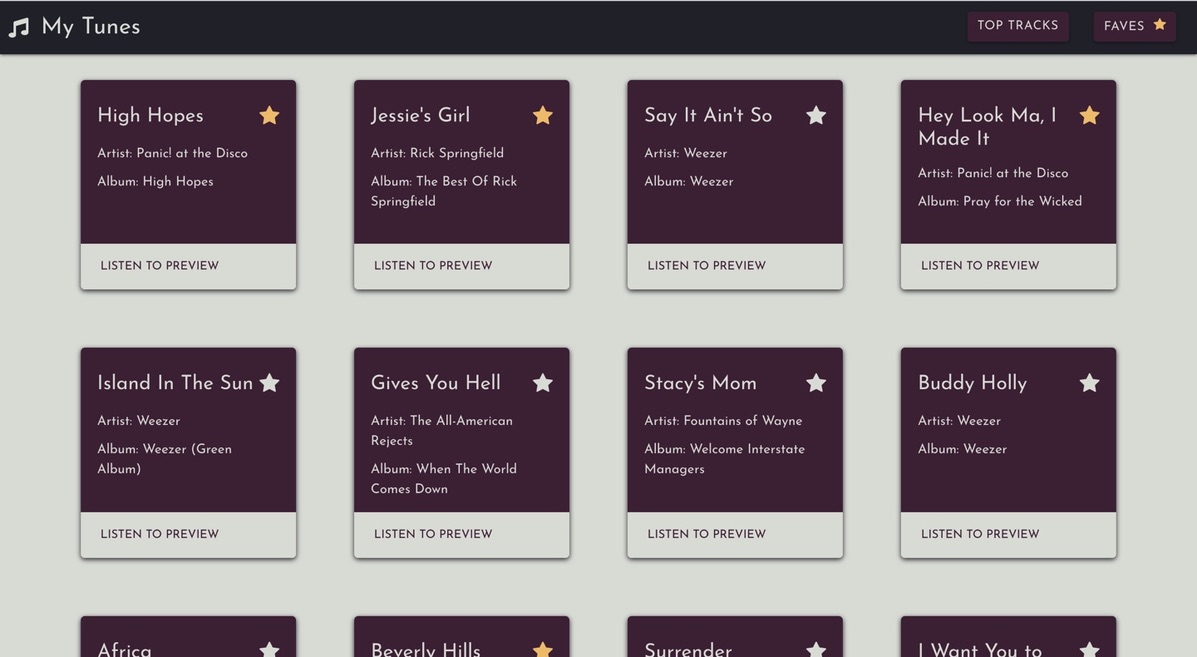 My Tunes
TOP TRACKS
FAVES
High Hopes
Artist: Panic! at the Disco
Album: High Hopes
LISTEN TO PREVIEW
Jessie's Girl
Artist: Rick Springfield
Album: The Best Of Rick
Springfield
LISTEN TO PREVIEW
Say It Ain't So
Artist: Weezer
Album: Weezer
LISTEN TO PREVIEW
Hey Look Ma, I
Made It
Artist: Panic! at the Disco
Album: Pray for the Wicked
LISTEN TO PREVIEW
Island In The Sun
Artist: Weezer
Album: Weezer (Green
Album)
LISTEN TO PREVIEW
Gives You Hell
Artist: The All-American
Rejects
Album: When The World
Comes Down
LISTEN TO PREVIEW
Stacy's Mom
Artist: Fountains of Wayne
Album: Welcome Interstate
Managers
LISTEN TO PREVIEW
Buddy Holly
Artist: Weezer
Album: Weezer
LISTEN TO PREVIEW
Africa
Beverly Hills
Surrender
I Want You to